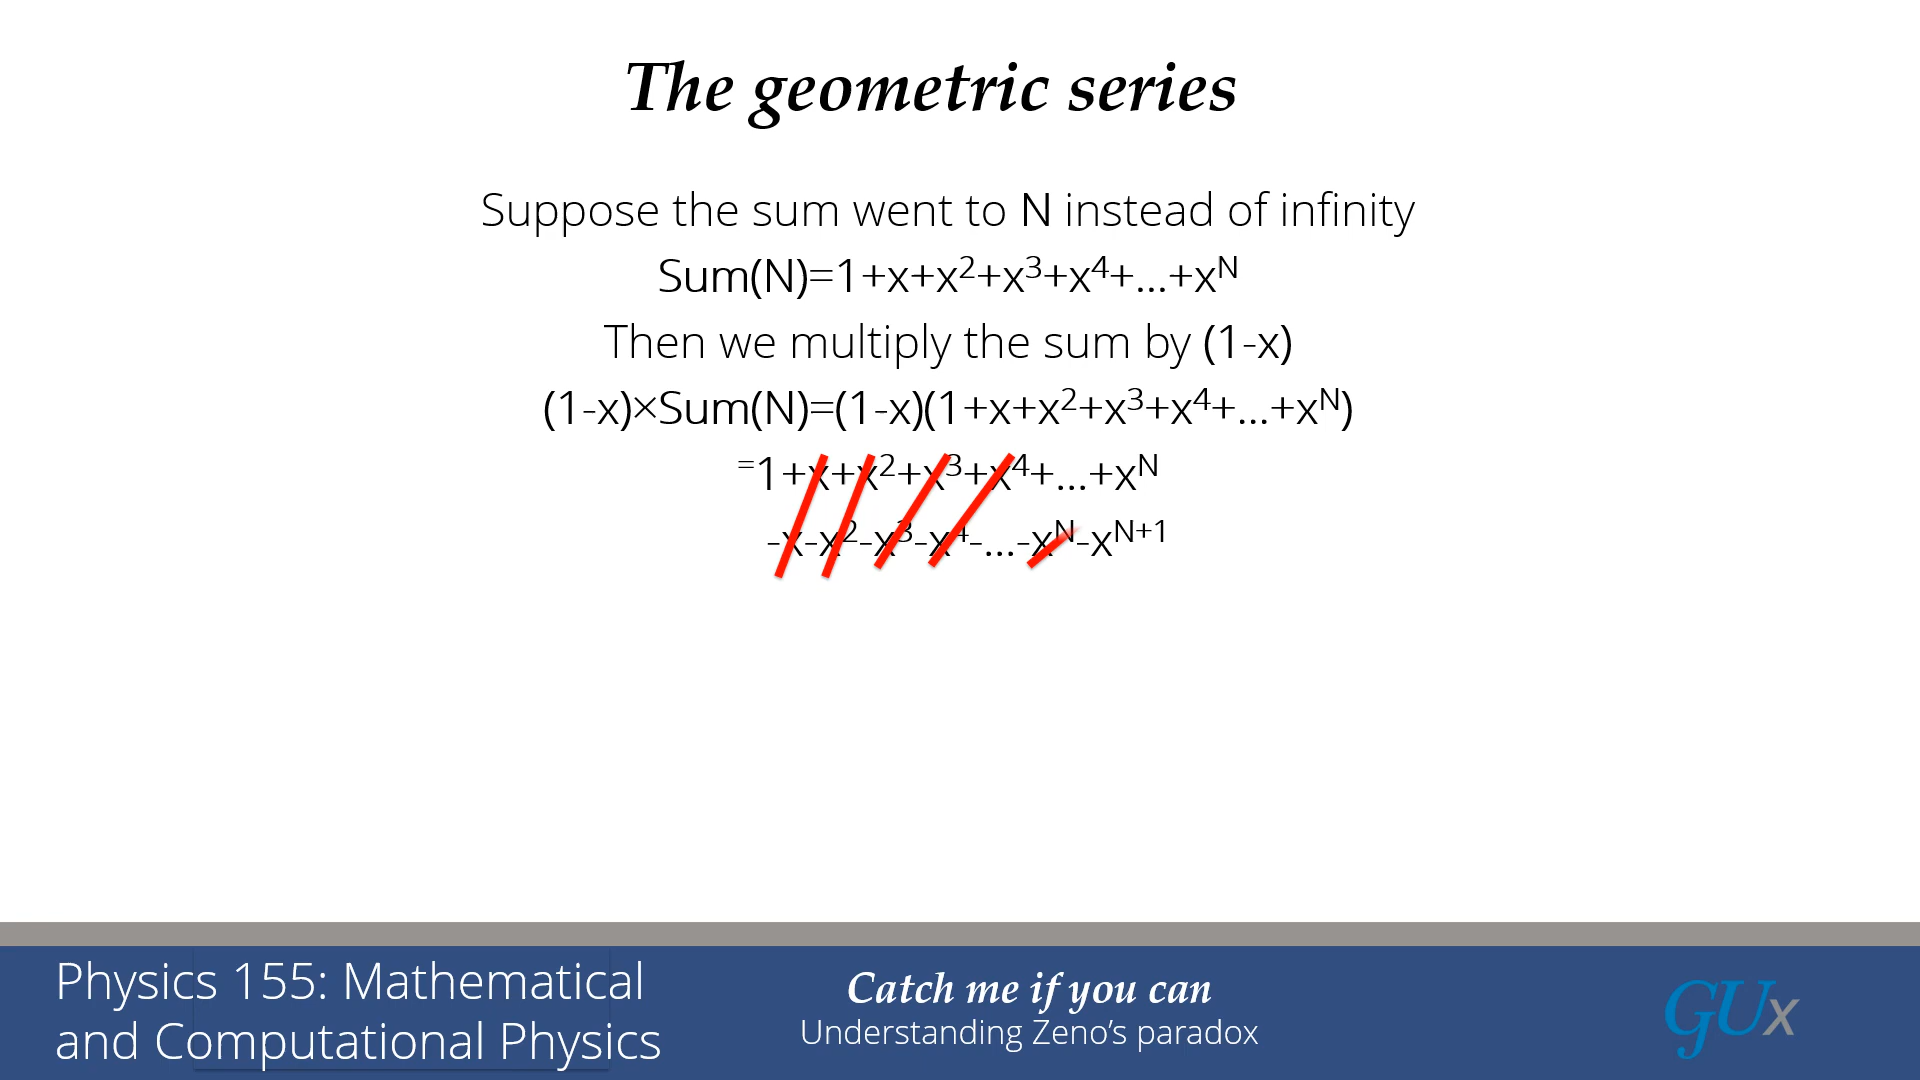 The geometric series
Suppose the sum went to N instead of infinity
Sum(N)=1+x+x²+x³+x⁴+...+xᴺ
Then we multiply the sum by (1-x)
(1-x)×Sum(N)=(1-x)(1+x+x²+x³+x⁴+...+xᴺ)
=1+x+x²+x³+x⁴+...+xᴺ
-x-x²-x³-x⁴-...-xᴺ-xᴺ⁺¹
Physics 155: Mathematical
and Computational Physics
Catch me if you can
Understanding Zeno’s paradox
GUx